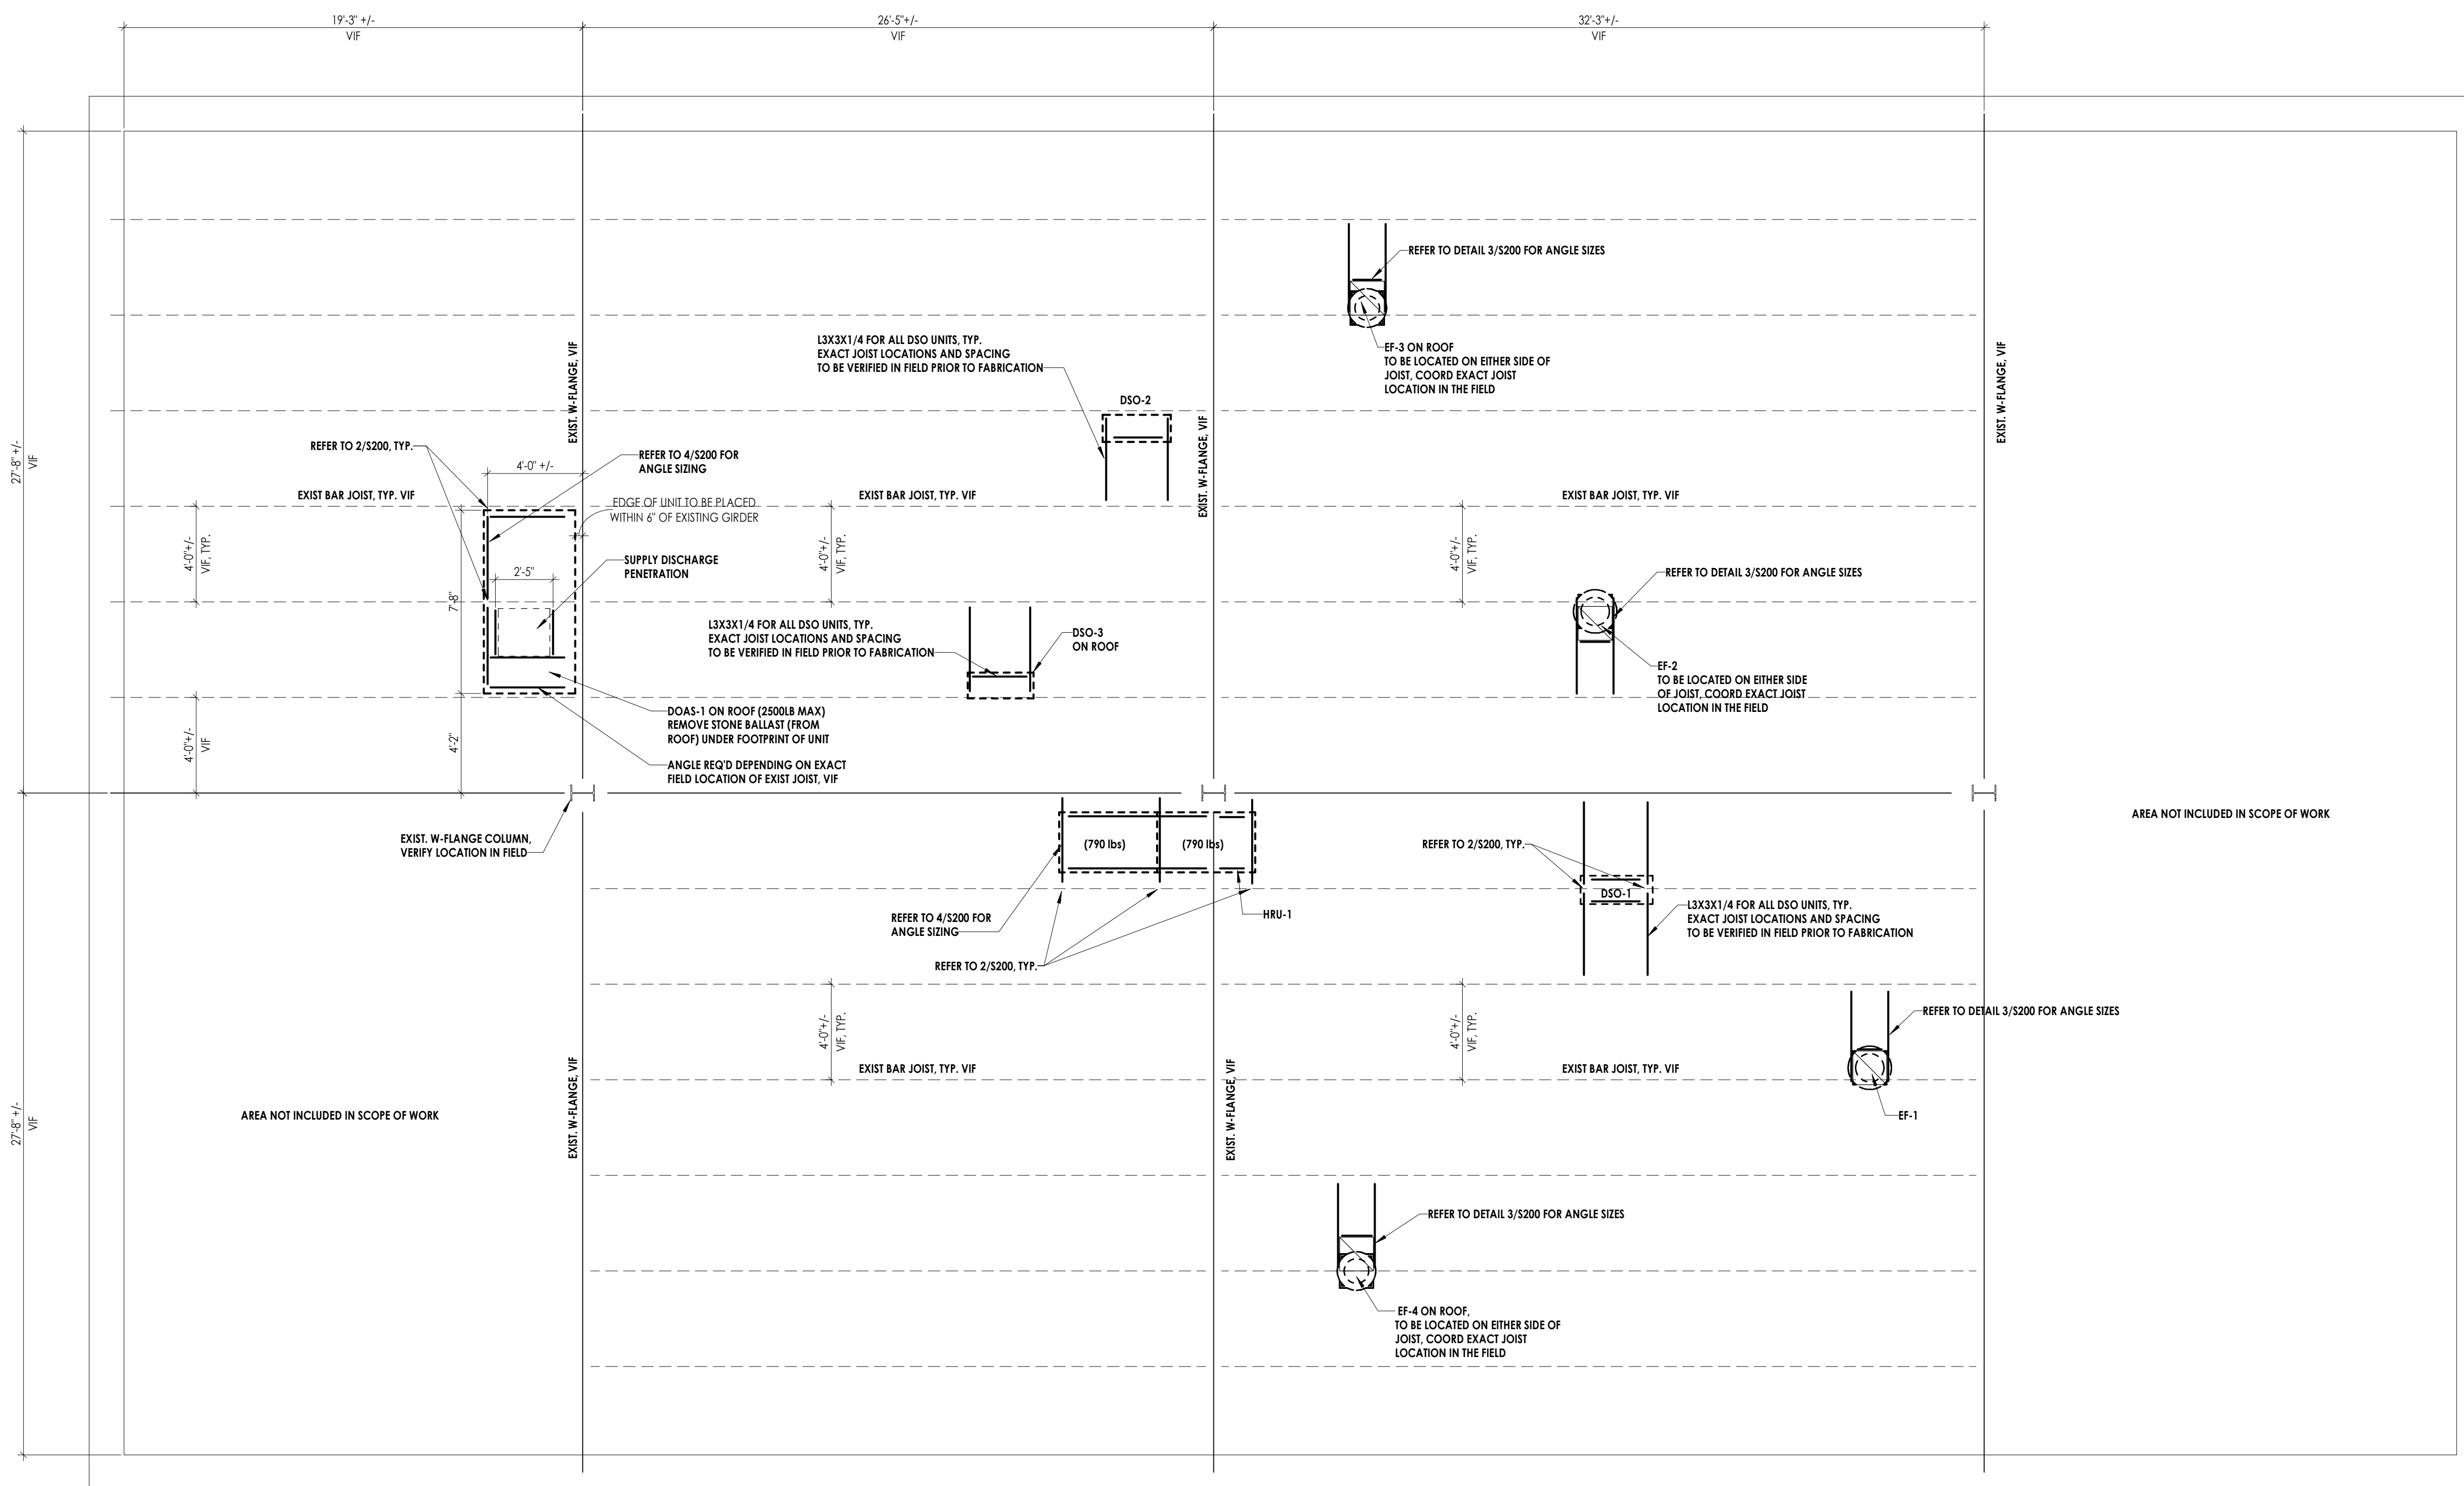 19'-3" +/-
VIF
26'-5"+/-
VIF
32'-3"+/-
VIF
27'-8" +/-
VIF
REFER TO DETAIL 3/S200 FOR ANGLE SIZES
EF-3 ON ROOF
TO BE LOCATED ON EITHER SIDE OF
JOIST, COORD EXACT JOIST
LOCATION IN THE FIELD
EXIST. W-FLANGE, VIF
L3X3X1/4 FOR ALL DSO UNITS, TYP.
EXACT JOIST LOCATIONS AND SPACING
TO BE VERIFIED IN FIELD PRIOR TO FABRICATION
DSO-2
EXIST. W-FLANGE, VIF
EXIST. W-FLANGE, VIF
REFER TO 2/S200, TYP.
4'-0" +/-
REFER TO 4/S200 FOR
ANGLE SIZING
EXIST BAR JOIST, TYP. VIF
EDGE OF UNIT TO BE PLACED
WITHIN 6" OF EXISTING GIRDER
EXIST BAR JOIST, TYP. VIF
EXIST BAR JOIST, TYP. VIF
4'-0"+/-
VIF, TYP.
SUPPLY DISCHARGE
PENETRATION
2'-5"
7'-8"
4'-0"+/-
VIF, TYP.
4'-0"+/-
VIF, TYP.
REFER TO DETAIL 3/S200 FOR ANGLE SIZES
L3X3X1/4 FOR ALL DSO UNITS, TYP.
EXACT JOIST LOCATIONS AND SPACING
TO BE VERIFIED IN FIELD PRIOR TO FABRICATION
DSO-3
ON ROOF
EF-2
TO BE LOCATED ON EITHER SIDE
OF JOIST, COORD EXACT JOIST
LOCATION IN THE FIELD
4'-0"+/-
VIF
4'-2"
DOAS-1 ON ROOF (2500LB MAX)
REMOVE STONE BALLAST (FROM
ROOF) UNDER FOOTPRINT OF UNIT
ANGLE REQ'D DEPENDING ON EXACT
FIELD LOCATION OF EXIST JOIST, VIF
AREA NOT INCLUDED IN SCOPE OF WORK
EXIST. W-FLANGE COLUMN,
VERIFY LOCATION IN FIELD
(790 lbs)
(790 lbs)
REFER TO 2/S200, TYP.
DSO-1
REFER TO 4/S200 FOR
ANGLE SIZING
HRU-1
L3X3X1/4 FOR ALL DSO UNITS, TYP.
EXACT JOIST LOCATIONS AND SPACING
TO BE VERIFIED IN FIELD PRIOR TO FABRICATION
REFER TO 2/S200, TYP.
4'-0"+/-
VIF, TYP.
4'-0"+/-
VIF, TYP.
REFER TO DETAIL 3/S200 FOR ANGLE SIZES
EXIST BAR JOIST, TYP. VIF
EXIST BAR JOIST, TYP. VIF
27'-8" +/-
VIF
AREA NOT INCLUDED IN SCOPE OF WORK
EXIST. W-FLANGE, VIF
EXIST. W-FLANGE, VIF
EF-1
REFER TO DETAIL 3/S200 FOR ANGLE SIZES
EF-4 ON ROOF,
TO BE LOCATED ON EITHER SIDE OF
JOIST, COORD EXACT JOIST
LOCATION IN THE FIELD